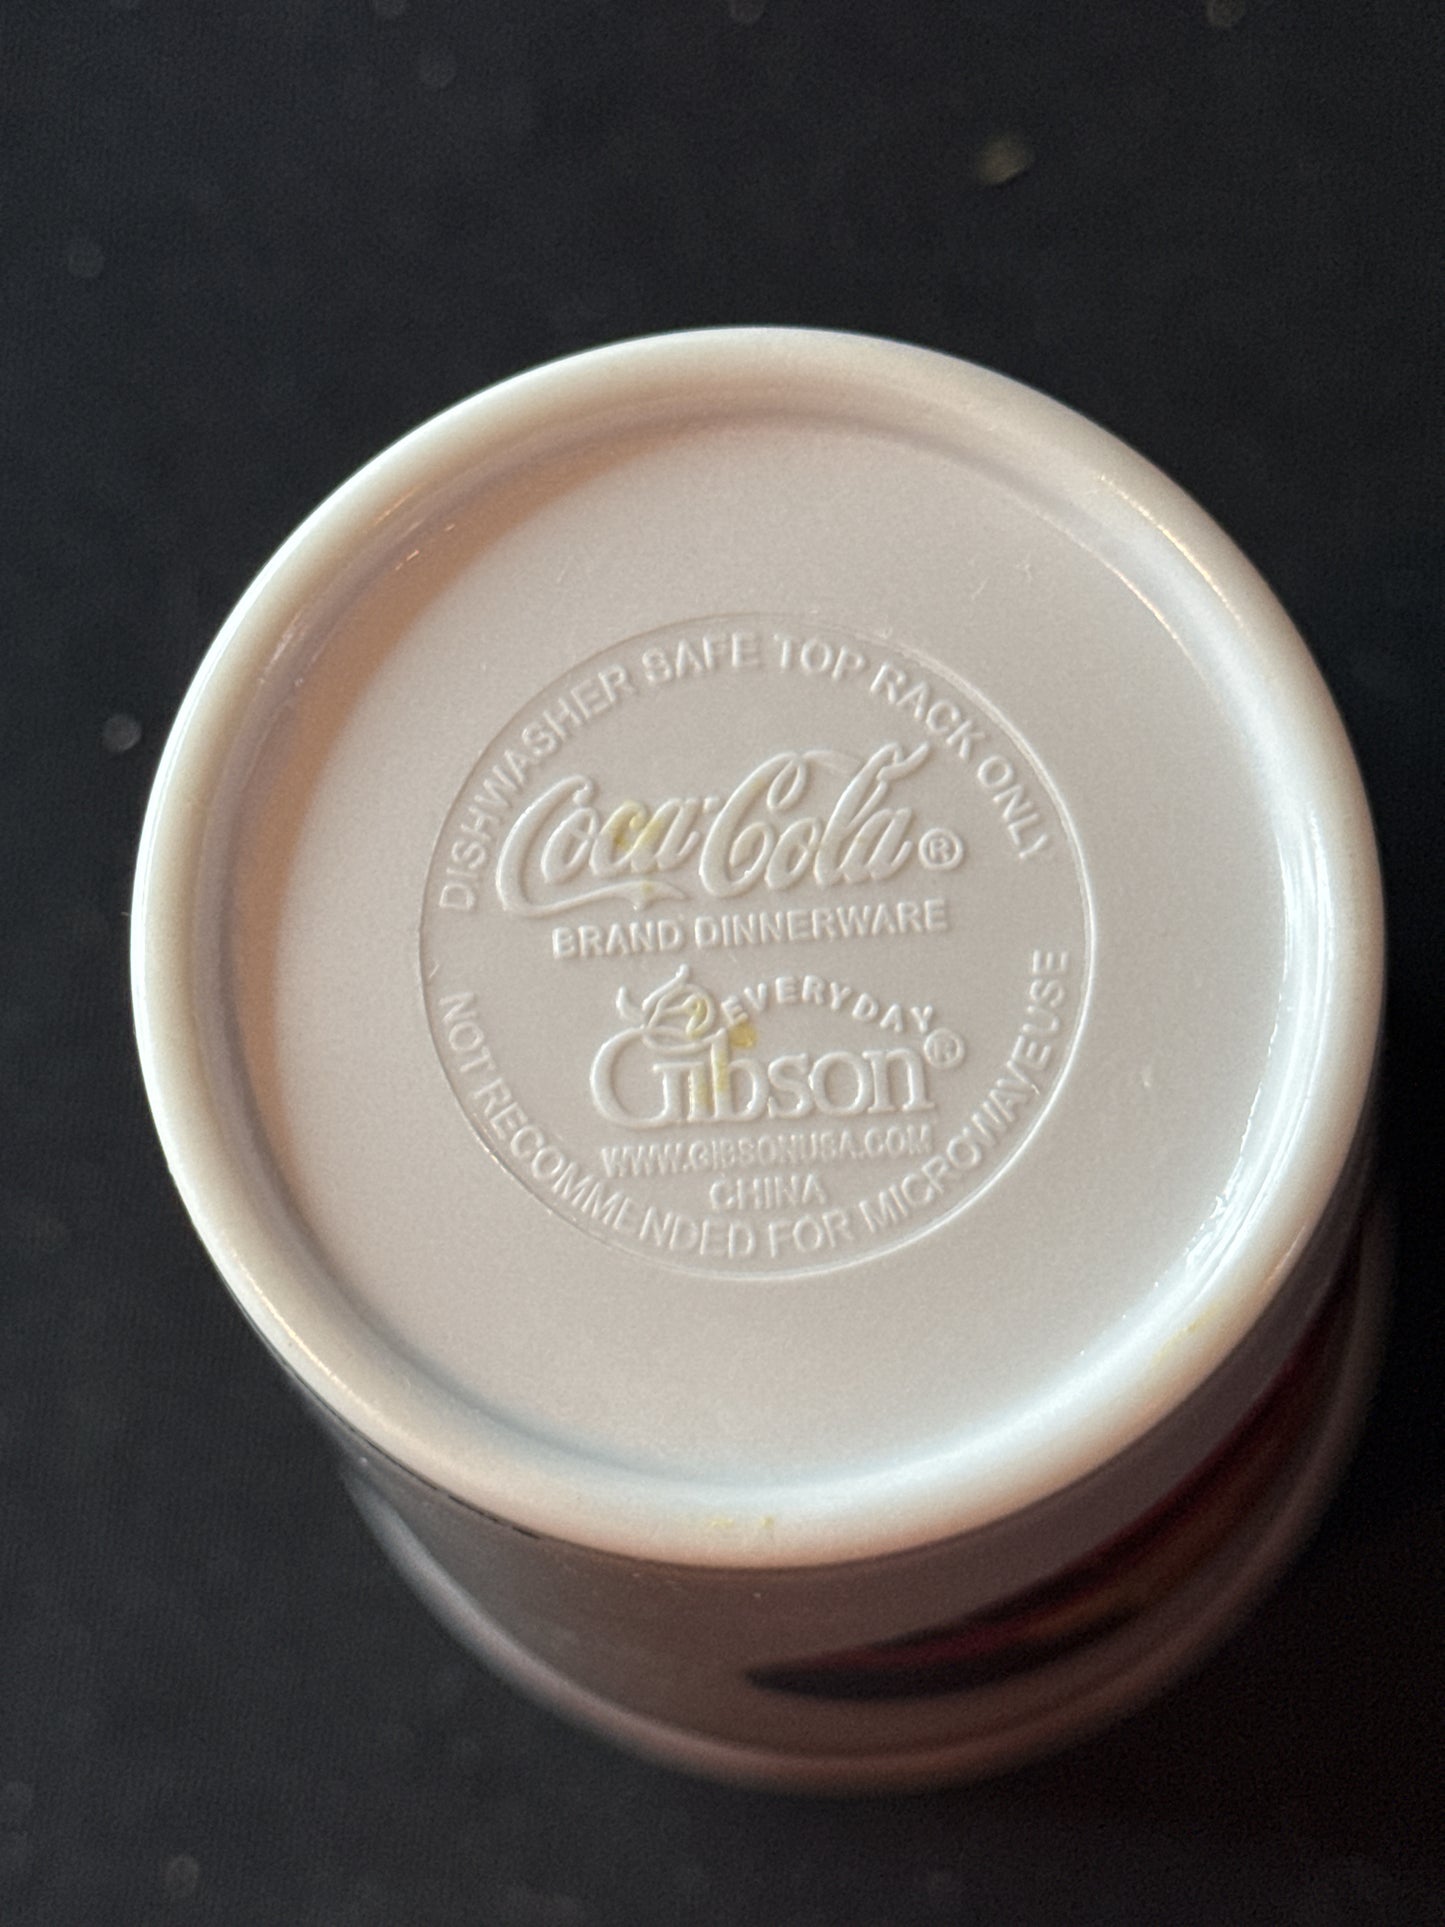 DISHWASHER SAFE TOP RACK ONLY
Coca-Cola®
BRAND DINNERWARE
EVERYDAY
Gibson®
WWW.GIBSONUSA.COM
CHINA
NOT RECOMMENDED FOR MICROWAVE USE